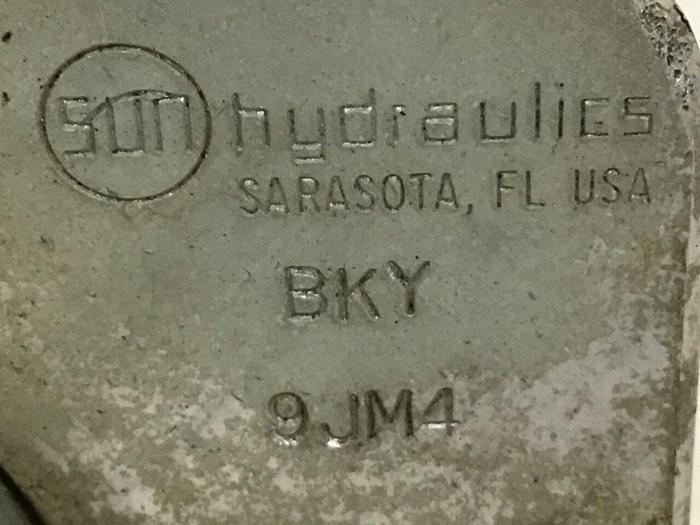 sun hydraulics
SARASOTA, FL USA
BKY
9JM4